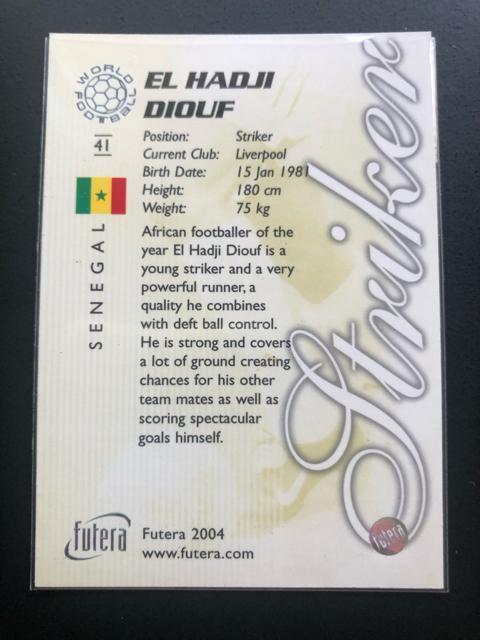 WORLD FOOTBALL
EL HADJI
DIOUF
41
Position: Striker
Current Club: Liverpool
Birth Date: 15 Jan 1981
Height: 180 cm
Weight: 75 kg
SENEGAL
African footballer of the
year El Hadji Diouf is a
young striker and a very
powerful runner, a
quality he combines
with deft ball control.
He is strong and covers
a lot of ground creating
chances for his other
team mates as well as
scoring spectacular
goals himself.
Striker
futera
Futera 2004
www.futera.com
futera